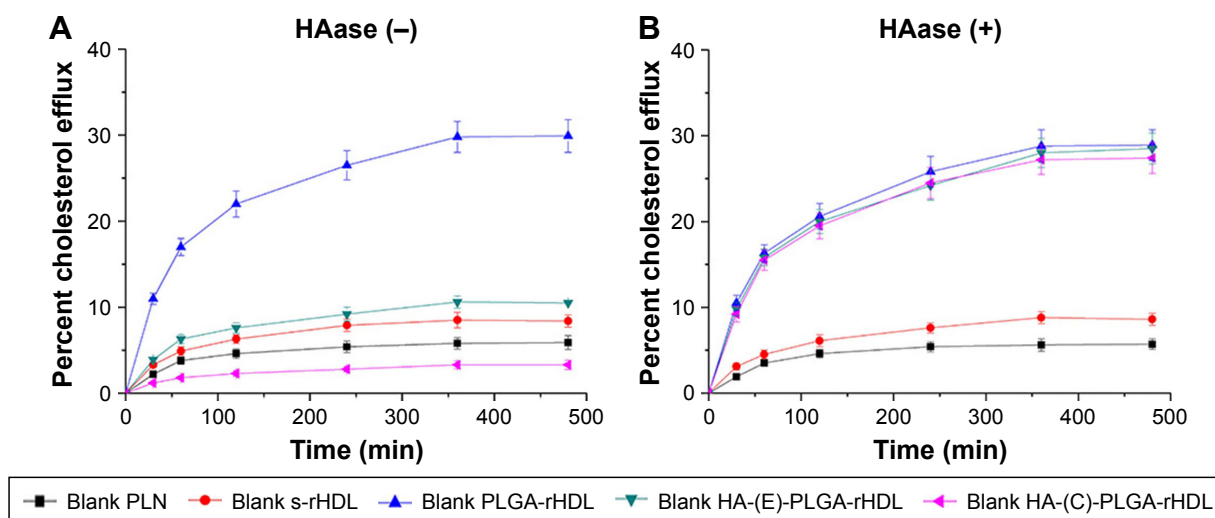 A
HAase (–)
Percent cholesterol efflux
40
30
20
10
0
0
100
200
300
400
500
Time (min)
B
HAase (+)
Percent cholesterol efflux
40
30
20
10
0
0
100
200
300
400
500
Time (min)
Blank PLN Blank s-rHDL Blank PLGA-rHDL Blank HA-(E)-PLGA-rHDL Blank HA-(C)-PLGA-rHDL